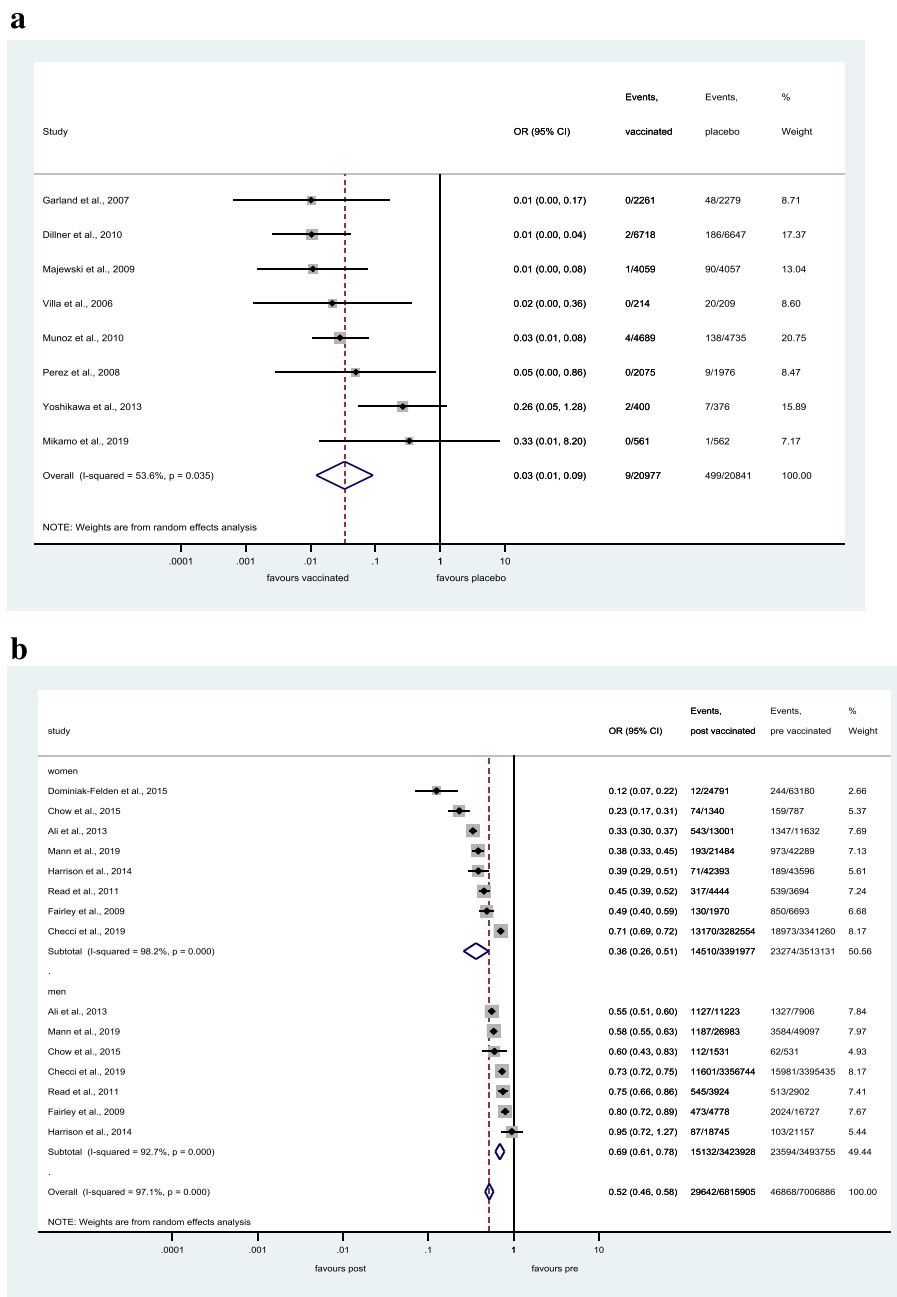 a
Events, Events, %
Study OR (95% CI) vaccinated placebo Weight
Garland et al., 2007 0.01 (0.00, 0.17) 0/2261 48/2279 8.71
Dillner et al., 2010 0.01 (0.00, 0.04) 2/6718 186/6647 17.37
Majewski et al., 2009 0.01 (0.00, 0.08) 1/4059 90/4057 13.04
Villa et al., 2006 0.02 (0.00, 0.36) 0/214 20/209 8.60
Munoz et al., 2010 0.03 (0.01, 0.08) 4/4689 138/4735 20.75
Perez et al., 2008 0.05 (0.00, 0.86) 0/2075 9/1976 8.47
Yoshikawa et al., 2013 0.26 (0.05, 1.28) 2/400 7/376 15.89
Mikamo et al., 2019 0.33 (0.01, 8.20) 0/561 1/562 7.17
Overall (I-squared = 53.6%, p = 0.035) 0.03 (0.01, 0.09) 9/20977 499/20841 100.00
NOTE: Weights are from random effects analysis
.0001 .001 .01 .1 1 10
favours vaccinated favours placebo
b
Events, Events, %
study OR (95% CI) post vaccinated pre vaccinated Weight
women
Dominiak-Felden et al., 2015 0.12 (0.07, 0.22) 12/24791 244/63180 2.66
Chow et al., 2015 0.23 (0.17, 0.31) 74/1340 159/787 5.37
Ali et al., 2013 0.33 (0.30, 0.37) 543/13001 1347/11632 7.69
Mann et al., 2019 0.38 (0.33, 0.45) 193/21484 973/42289 7.13
Harrison et al., 2014 0.39 (0.29, 0.51) 71/42393 189/43596 5.61
Read et al., 2011 0.45 (0.39, 0.52) 317/4444 539/3694 7.24
Fairley et al., 2009 0.49 (0.40, 0.59) 130/1970 850/6693 6.68
Checci et al., 2019 0.71 (0.69, 0.72) 13170/3282554 18973/3341260 8.17
Subtotal (I-squared = 98.2%, p = 0.000) 0.36 (0.26, 0.51) 14510/3391977 23274/3513131 50.56
.
men
Ali et al., 2013 0.55 (0.51, 0.60) 1127/11223 1327/7906 7.84
Mann et al., 2019 0.58 (0.55, 0.63) 1187/26983 3584/49097 7.97
Chow et al., 2015 0.60 (0.43, 0.83) 112/1531 62/531 4.93
Checci et al., 2019 0.73 (0.72, 0.75) 11601/3356744 15981/3395435 8.17
Read et al., 2011 0.75 (0.66, 0.86) 545/3924 513/2902 7.41
Fairley et al., 2009 0.80 (0.72, 0.89) 473/4778 2024/16727 7.67
Harrison et al., 2014 0.95 (0.72, 1.27) 87/18745 103/21157 5.44
Subtotal (I-squared = 92.7%, p = 0.000) 0.69 (0.61, 0.78) 15132/3423928 23594/3493755 49.44
.
Overall (I-squared = 97.1%, p = 0.000) 0.52 (0.46, 0.58) 29642/6815905 46868/7006886 100.00
NOTE: Weights are from random effects analysis
.0001 .001 .01 .1 1 10
favours post favours pre